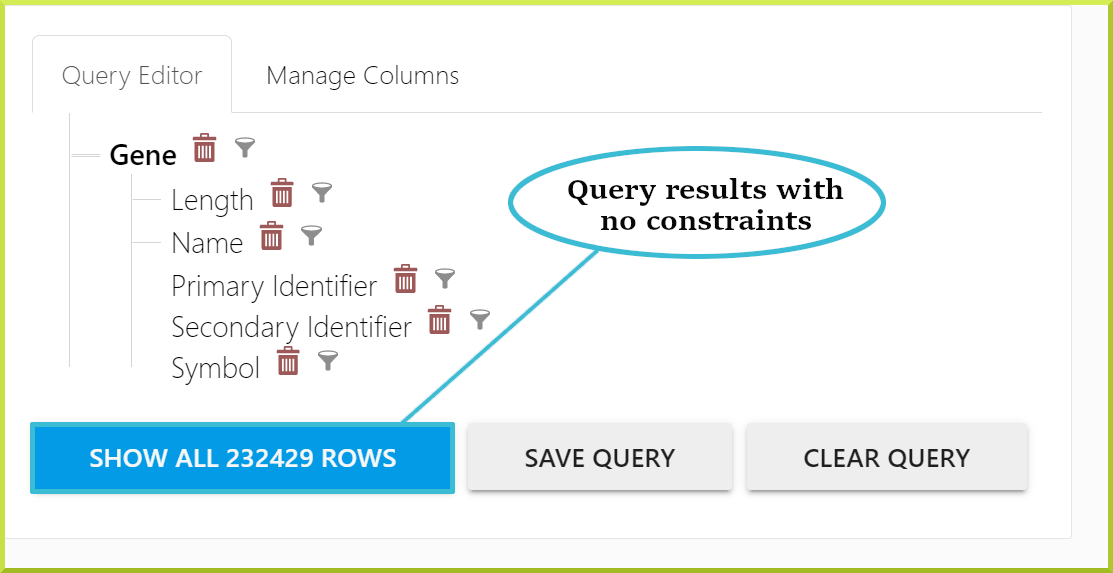 Query Editor
Manage Columns
Gene
Length
Query results with
no constraints
Name
Primary Identifier
Secondary Identifier
Symbol
SHOW ALL 232429 ROWS
SAVE QUERY
CLEAR QUERY